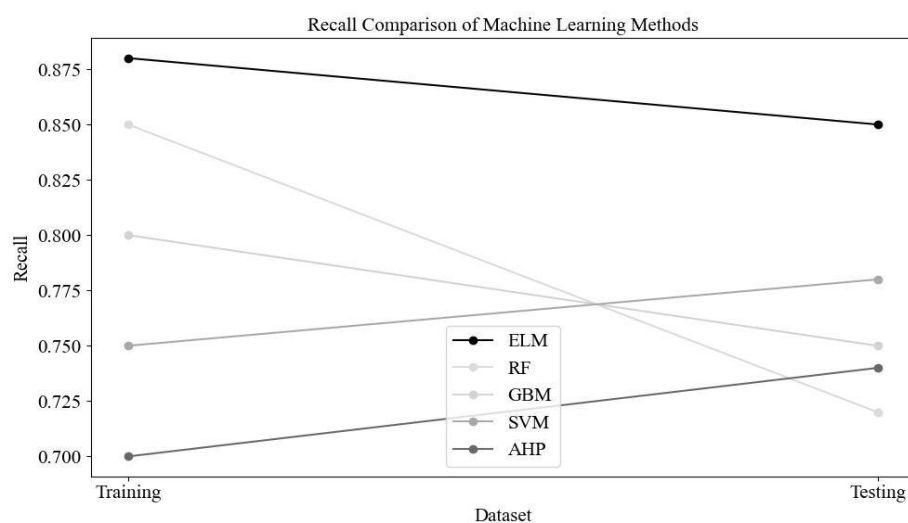 Recall Comparison of Machine Learning Methods
0.875
0.850
0.825
0.800
0.775
0.750
0.725
0.700
Recall
ELM
RF
GBM
SVM
AHP
Training
Testing
Dataset